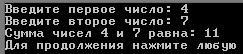 Введите первое число: 4
Введите второе число: 7
Сумма чисел 4 и 7 равна: 11
Для продолжения нажмите любую